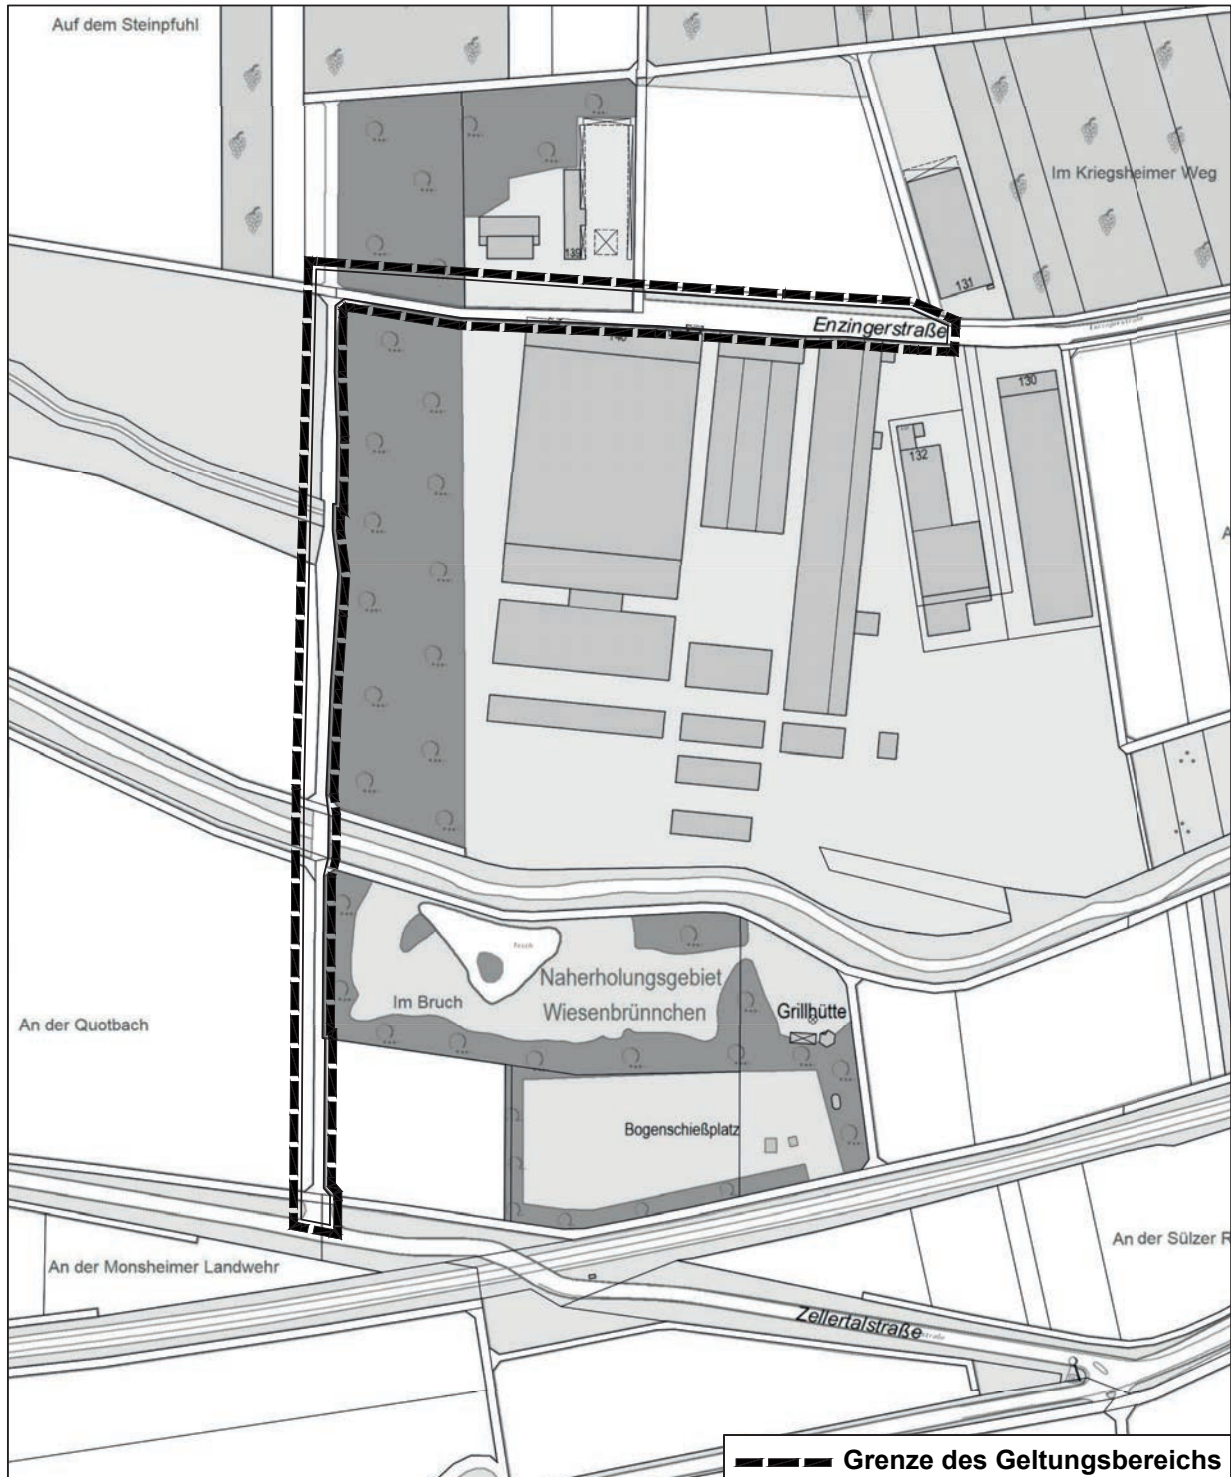 Auf dem Steinpfuhl
Im Kriegsheimer Weg
139
131
Enzingerstraße
Enzingerstraße
130
132
A
Naherholungsgebiet
Wiesenbrünnchen
Im Bruch
Grillhütte
An der Quotbach
Bogenschießplatz
An der Sülzer R
An der Monsheimer Landwehr
Zellertalstraße
Grenze des Geltungsbereichs